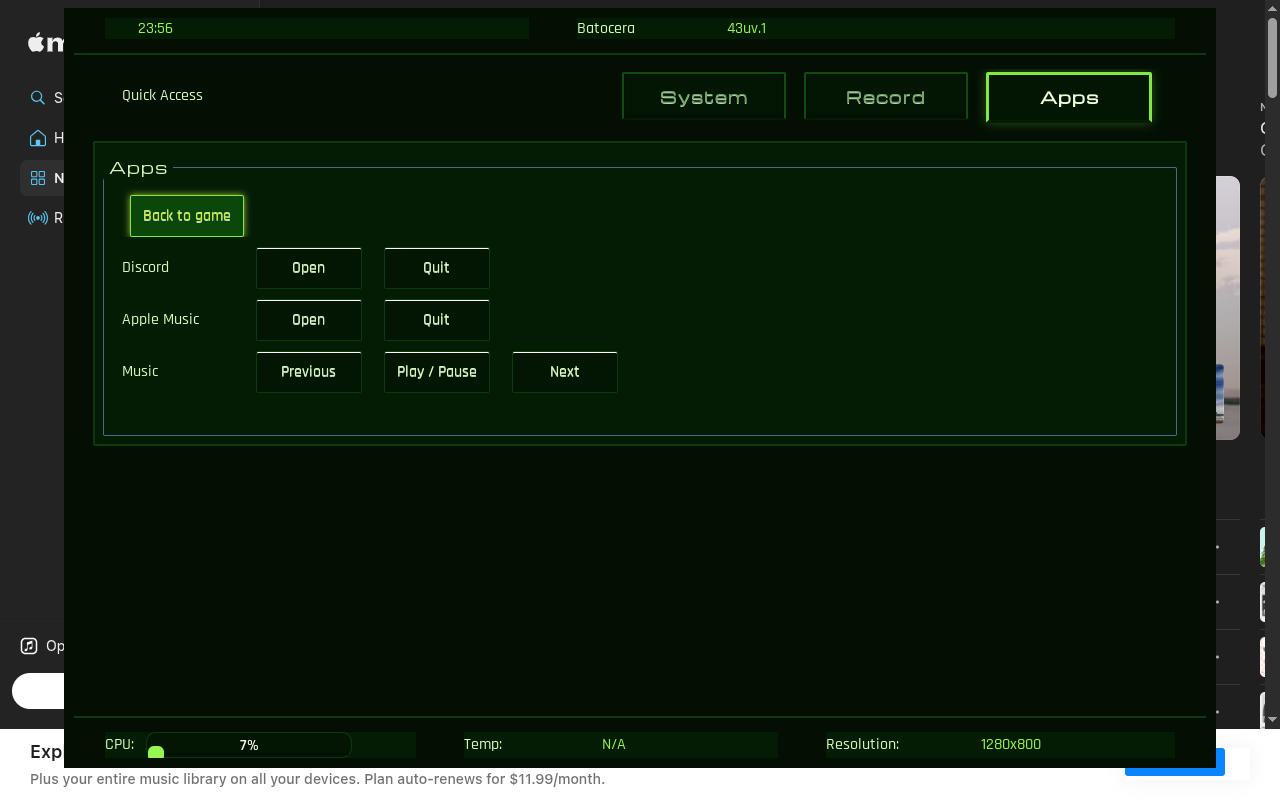 23:56
Batocera
43uv.1
Quick Access
System
Record
Apps
Apps
Back to game
Discord
Open
Quit
Apple Music
Open
Quit
Music
Previous
Play / Pause
Next
CPU:
7%
Temp:
N/A
Resolution:
1280x800
Plus your entire music library on all your devices. Plan auto-renews for $11.99/month.